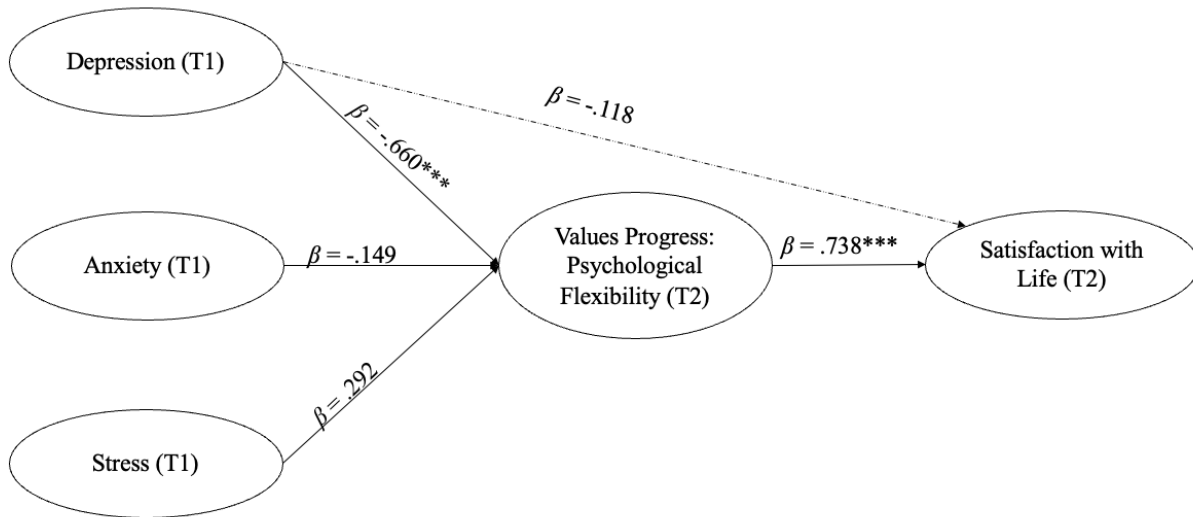 Depression (T1)
β = -.118
β = -.660***
Anxiety (T1)
β = -.149
Values Progress:
Psychological
Flexibility (T2)
β = .738***
Satisfaction with
Life (T2)
β = .292
Stress (T1)